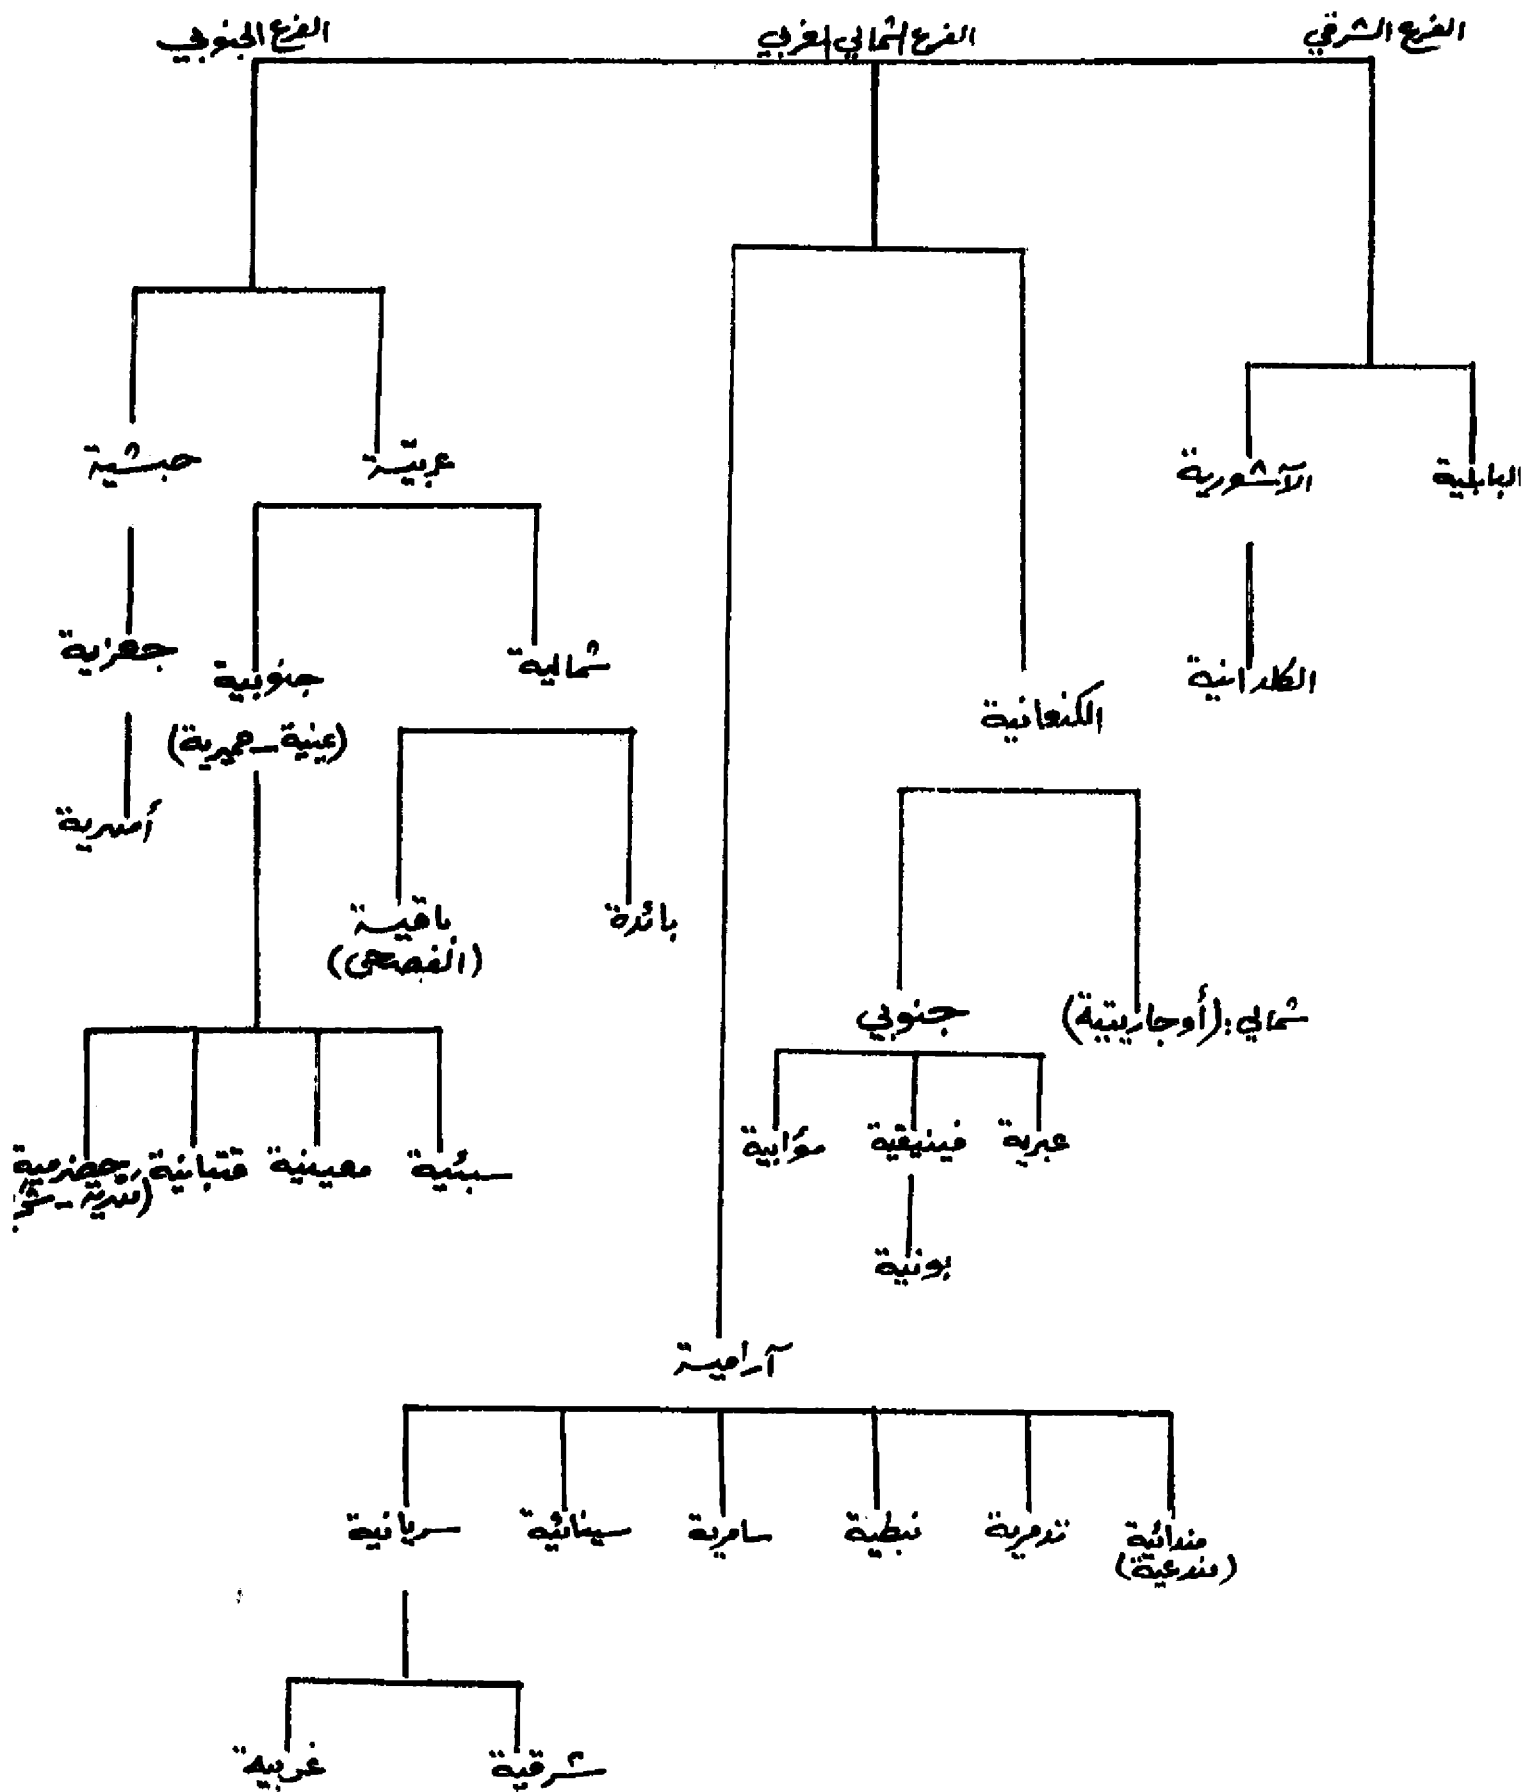 الفرع الشرقي
الفرع الشمالي الغربي
الفرع الجنوبي
البابلية
الآشورية
عربية
حبشية
الكلدانية
الكنعانية
شمالية
جنوبية
(يمنية - حميرية)
جعزية
أمهرية
بائدة
باقية
(الفصحى)
شمالي: (أوجاريتية)
جنوبي
عبرية
فينيقية
مؤابية
سبئية
معينية
قتبانية
حضرمية
بونية
آرامية
مندائية
(مندعية)
تدمرية
نبطية
سامرية
سينائية
سريانية
شرقية
غربية